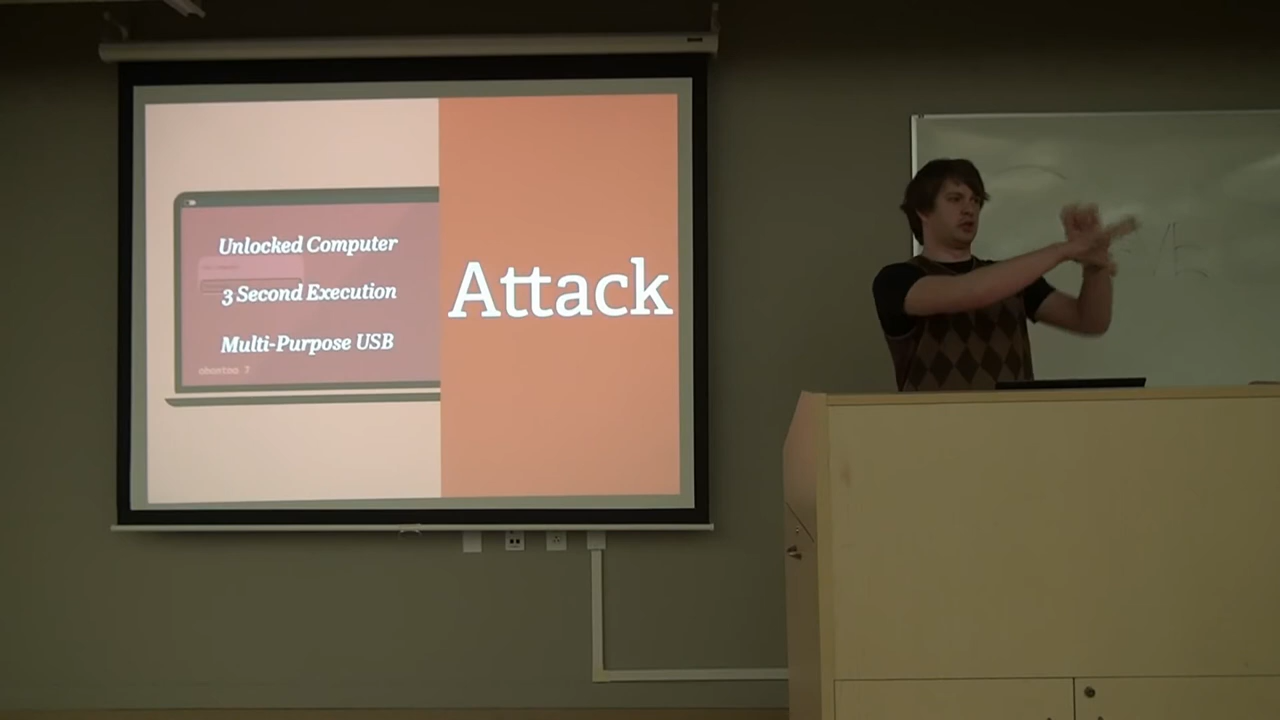 Unlocked Computer
3 Second Execution
Multi-Purpose USB
Attack